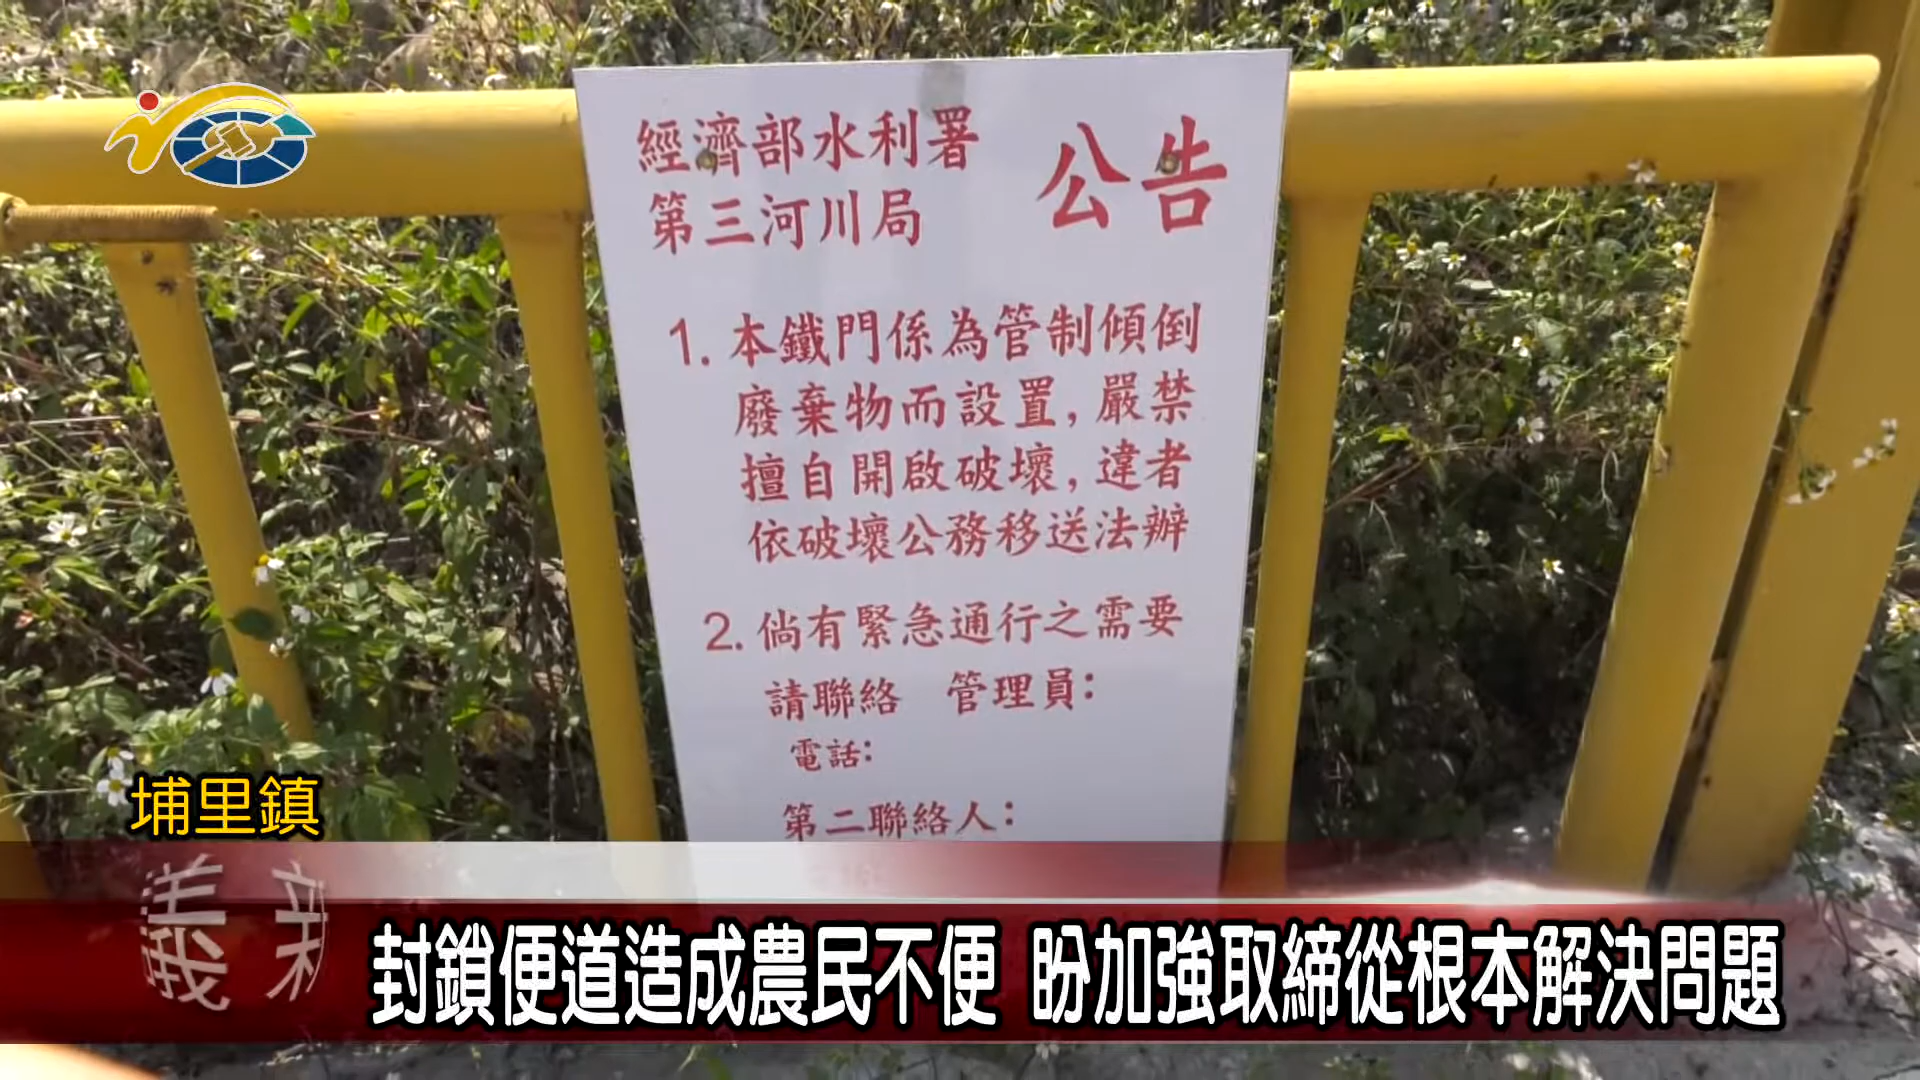 經濟部水利署
第三河川局
公告
1. 本鐵門係為管制傾倒
廢棄物而設置,嚴禁
擅自開啟破壞,違者
依破壞公務移送法辦
2. 倘有緊急通行之需要
請聯絡 管理員:
電話:
第二聯絡人:
埔里鎮
議 新
封鎖便道造成農民不便 盼加強取締從根本解決問題